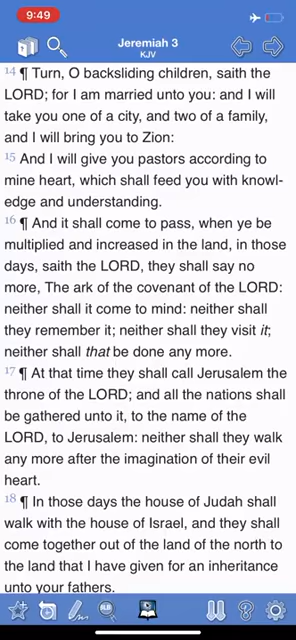 9:49
Jeremiah 3
KJV
14 ¶ Turn, O backsliding children, saith the
LORD; for I am married unto you: and I will
take you one of a city, and two of a family,
and I will bring you to Zion:
15 And I will give you pastors according to
mine heart, which shall feed you with knowl-
edge and understanding.
16 ¶ And it shall come to pass, when ye be
multiplied and increased in the land, in those
days, saith the LORD, they shall say no
more, The ark of the covenant of the LORD:
neither shall it come to mind: neither shall
they remember it; neither shall they visit it;
neither shall that be done any more.
17 ¶ At that time they shall call Jerusalem the
throne of the LORD; and all the nations shall
be gathered unto it, to the name of the
LORD, to Jerusalem: neither shall they walk
any more after the imagination of their evil
heart.
18 ¶ In those days the house of Judah shall
walk with the house of Israel, and they shall
come together out of the land of the north to
the land that I have given for an inheritance
unto your fathers.